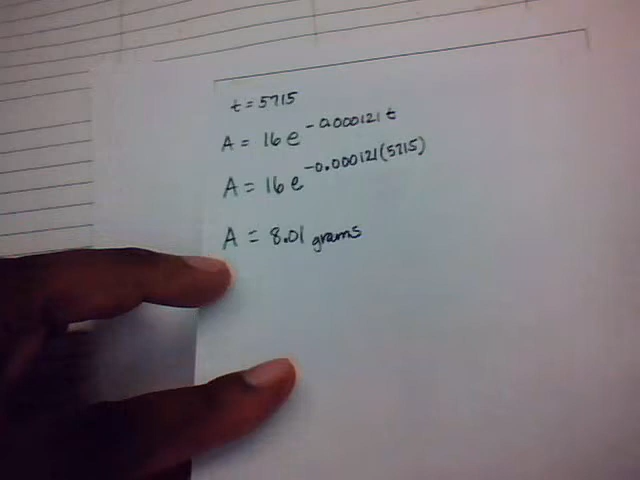 t = 5715
A = 16e^{-0.000121t}
A = 16e^{-0.000121(5715)}
A = 8.01 grams